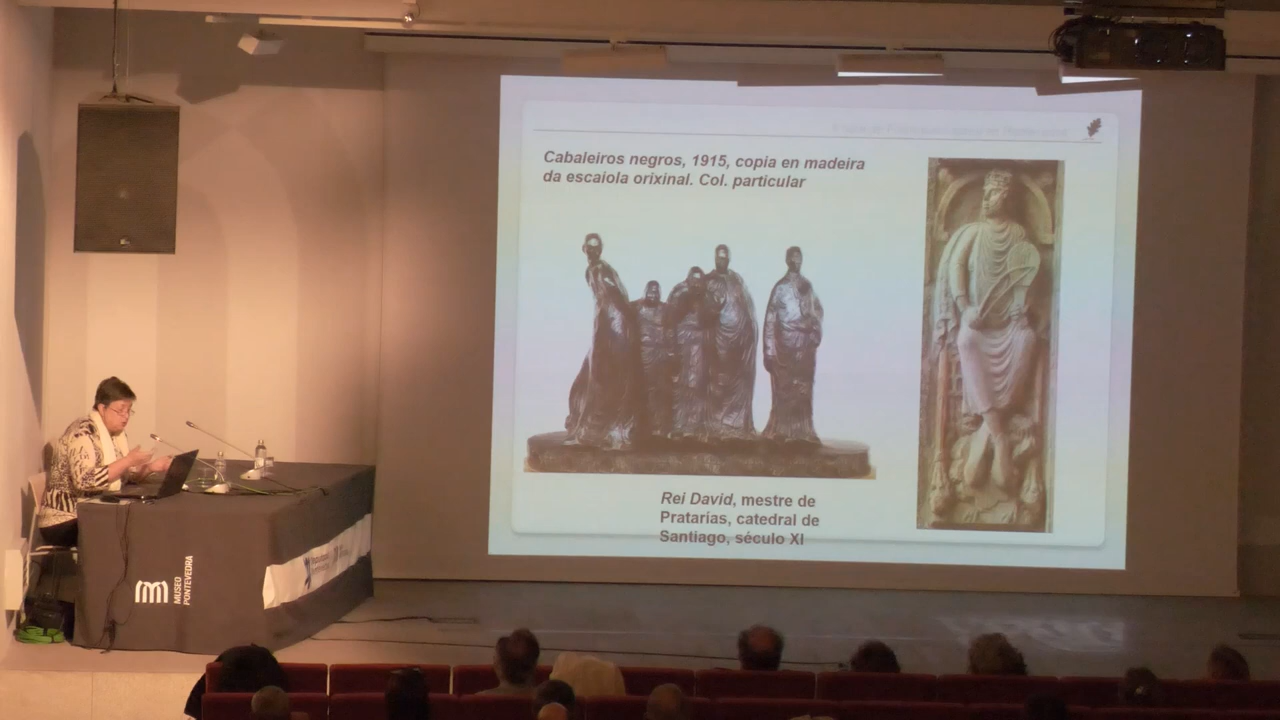 Cabaleiros negros, 1915, copia en madeira
da escaiola orixinal. Col. particular
Rei David, mestre de
Pratarías, catedral de
Santiago, século XI
MUSEO
PONTEVEDRA